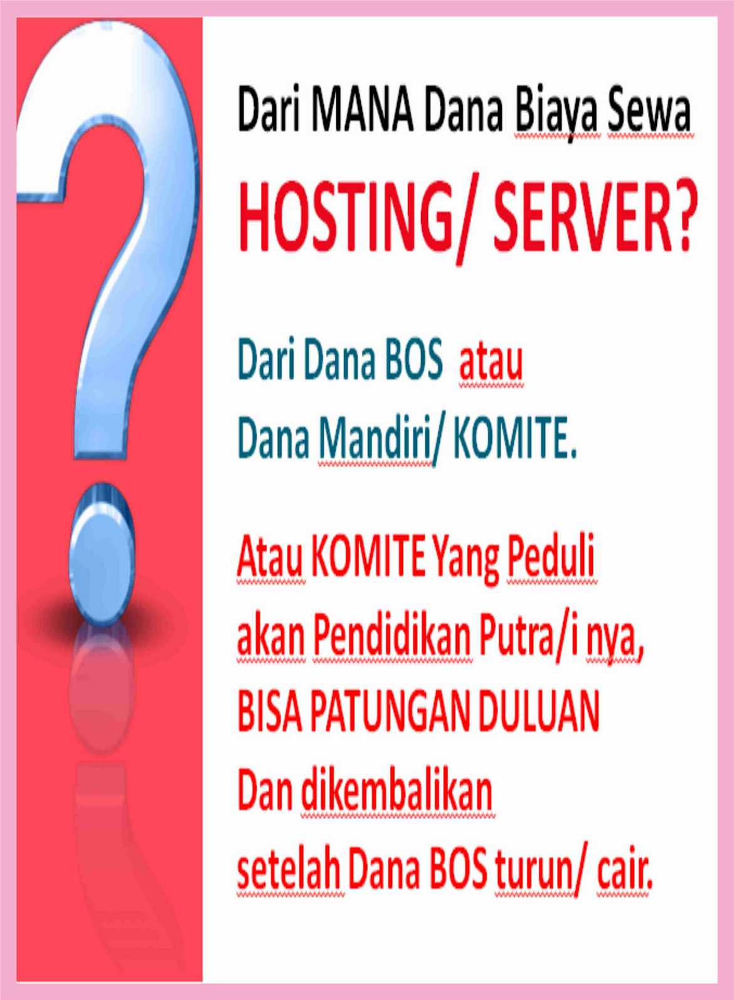 Dari MANA Dana Biaya Sewa
HOSTING/ SERVER?
Dari Dana BOS atau
Dana Mandiri/ KOMITE.
Atau KOMITE Yang Peduli
akan Pendidikan Putra/i nya,
BISA PATUNGAN DULUAN
Dan dikembalikan
setelah Dana BOS turun/ cair.